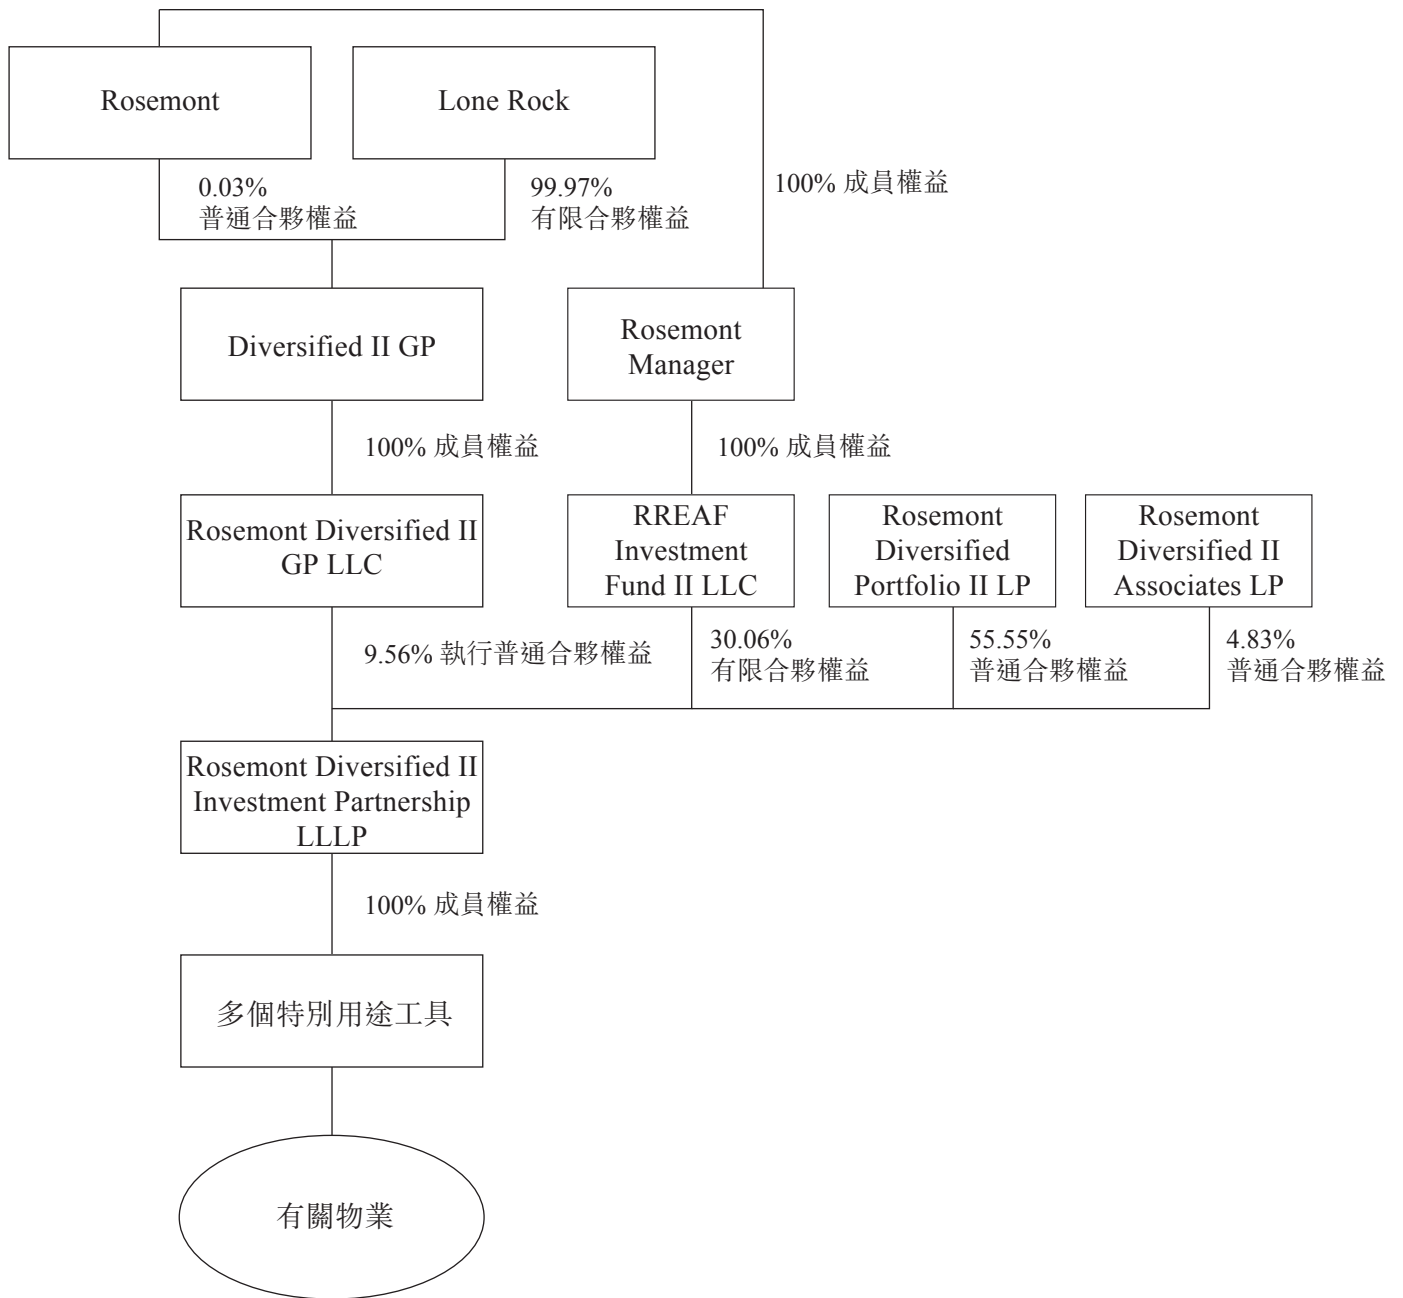 Rosemont
Lone Rock
0.03%
普通合夥權益
99.97%
有限合夥權益
100% 成員權益
Diversified II GP
Rosemont
Manager
100% 成員權益
100% 成員權益
Rosemont Diversified II
GP LLC
RREAF
Investment
Fund II LLC
Rosemont
Diversified
Portfolio II LP
Rosemont
Diversified II
Associates LP
9.56% 執行普通合夥權益
30.06%
有限合夥權益
55.55%
普通合夥權益
4.83%
普通合夥權益
Rosemont Diversified II
Investment Partnership
LLLP
100% 成員權益
多個特別用途工具
有關物業